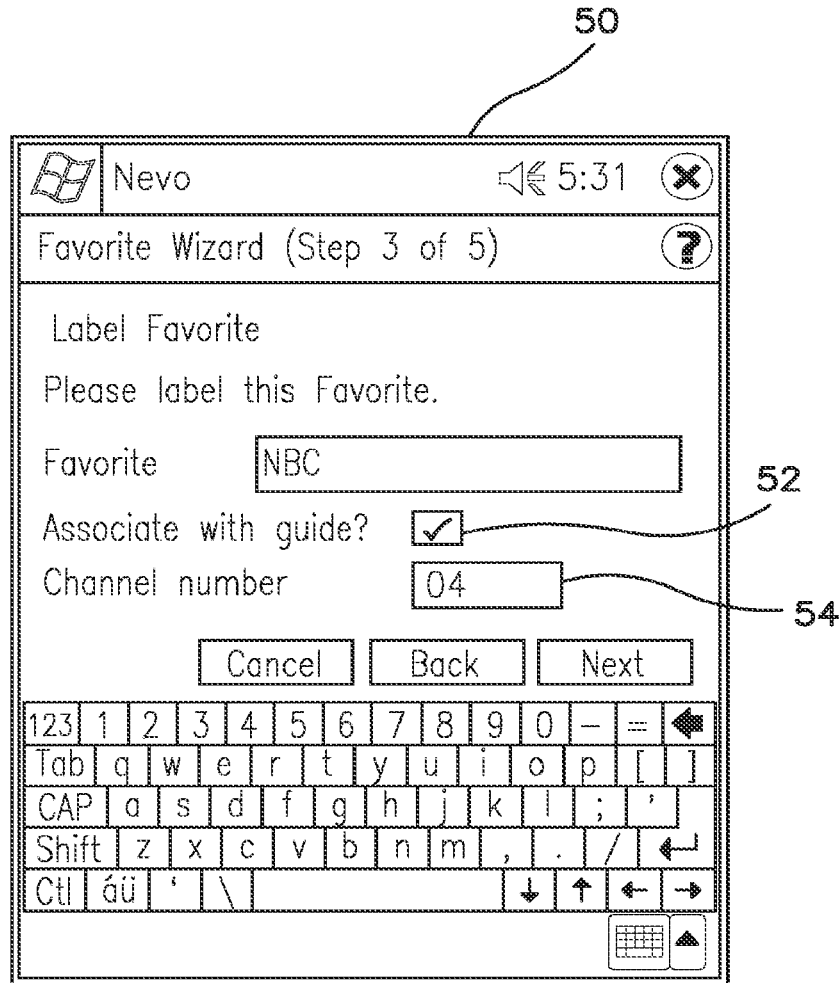 50
Nevo 5:31
Favorite Wizard (Step 3 of 5) ?
Label Favorite
Please label this Favorite.
Favorite NBC
52
Associate with guide? ✓
Channel number 04
54
Cancel Back Next
123 1 2 3 4 5 6 7 8 9 0 - =
Tab q w e r t y u i o p [ ]
CAP a s d f g h j k l ; '
Shift z x c v b n m , . /
Ctl áü ‘ \ ↓ ↑ ← →